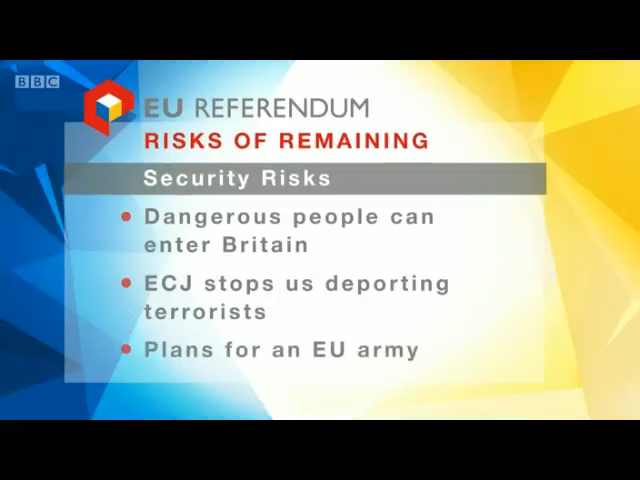 BBC
EU REFERENDUM
RISKS OF REMAINING
Security Risks
Dangerous people can
enter Britain
ECJ stops us deporting
terrorists
Plans for an EU army